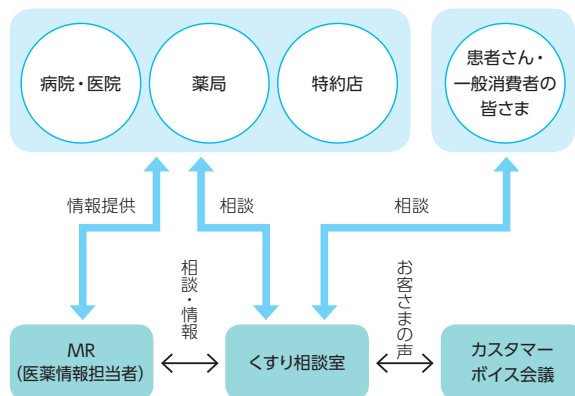 病院・医院
薬局
特約店
患者さん・
一般消費者の
皆さま
情報提供
相談
相談
相談・情報
お客さまの声
MR
(医薬情報担当者)
くすり相談室
カスタマー
ボイス会議